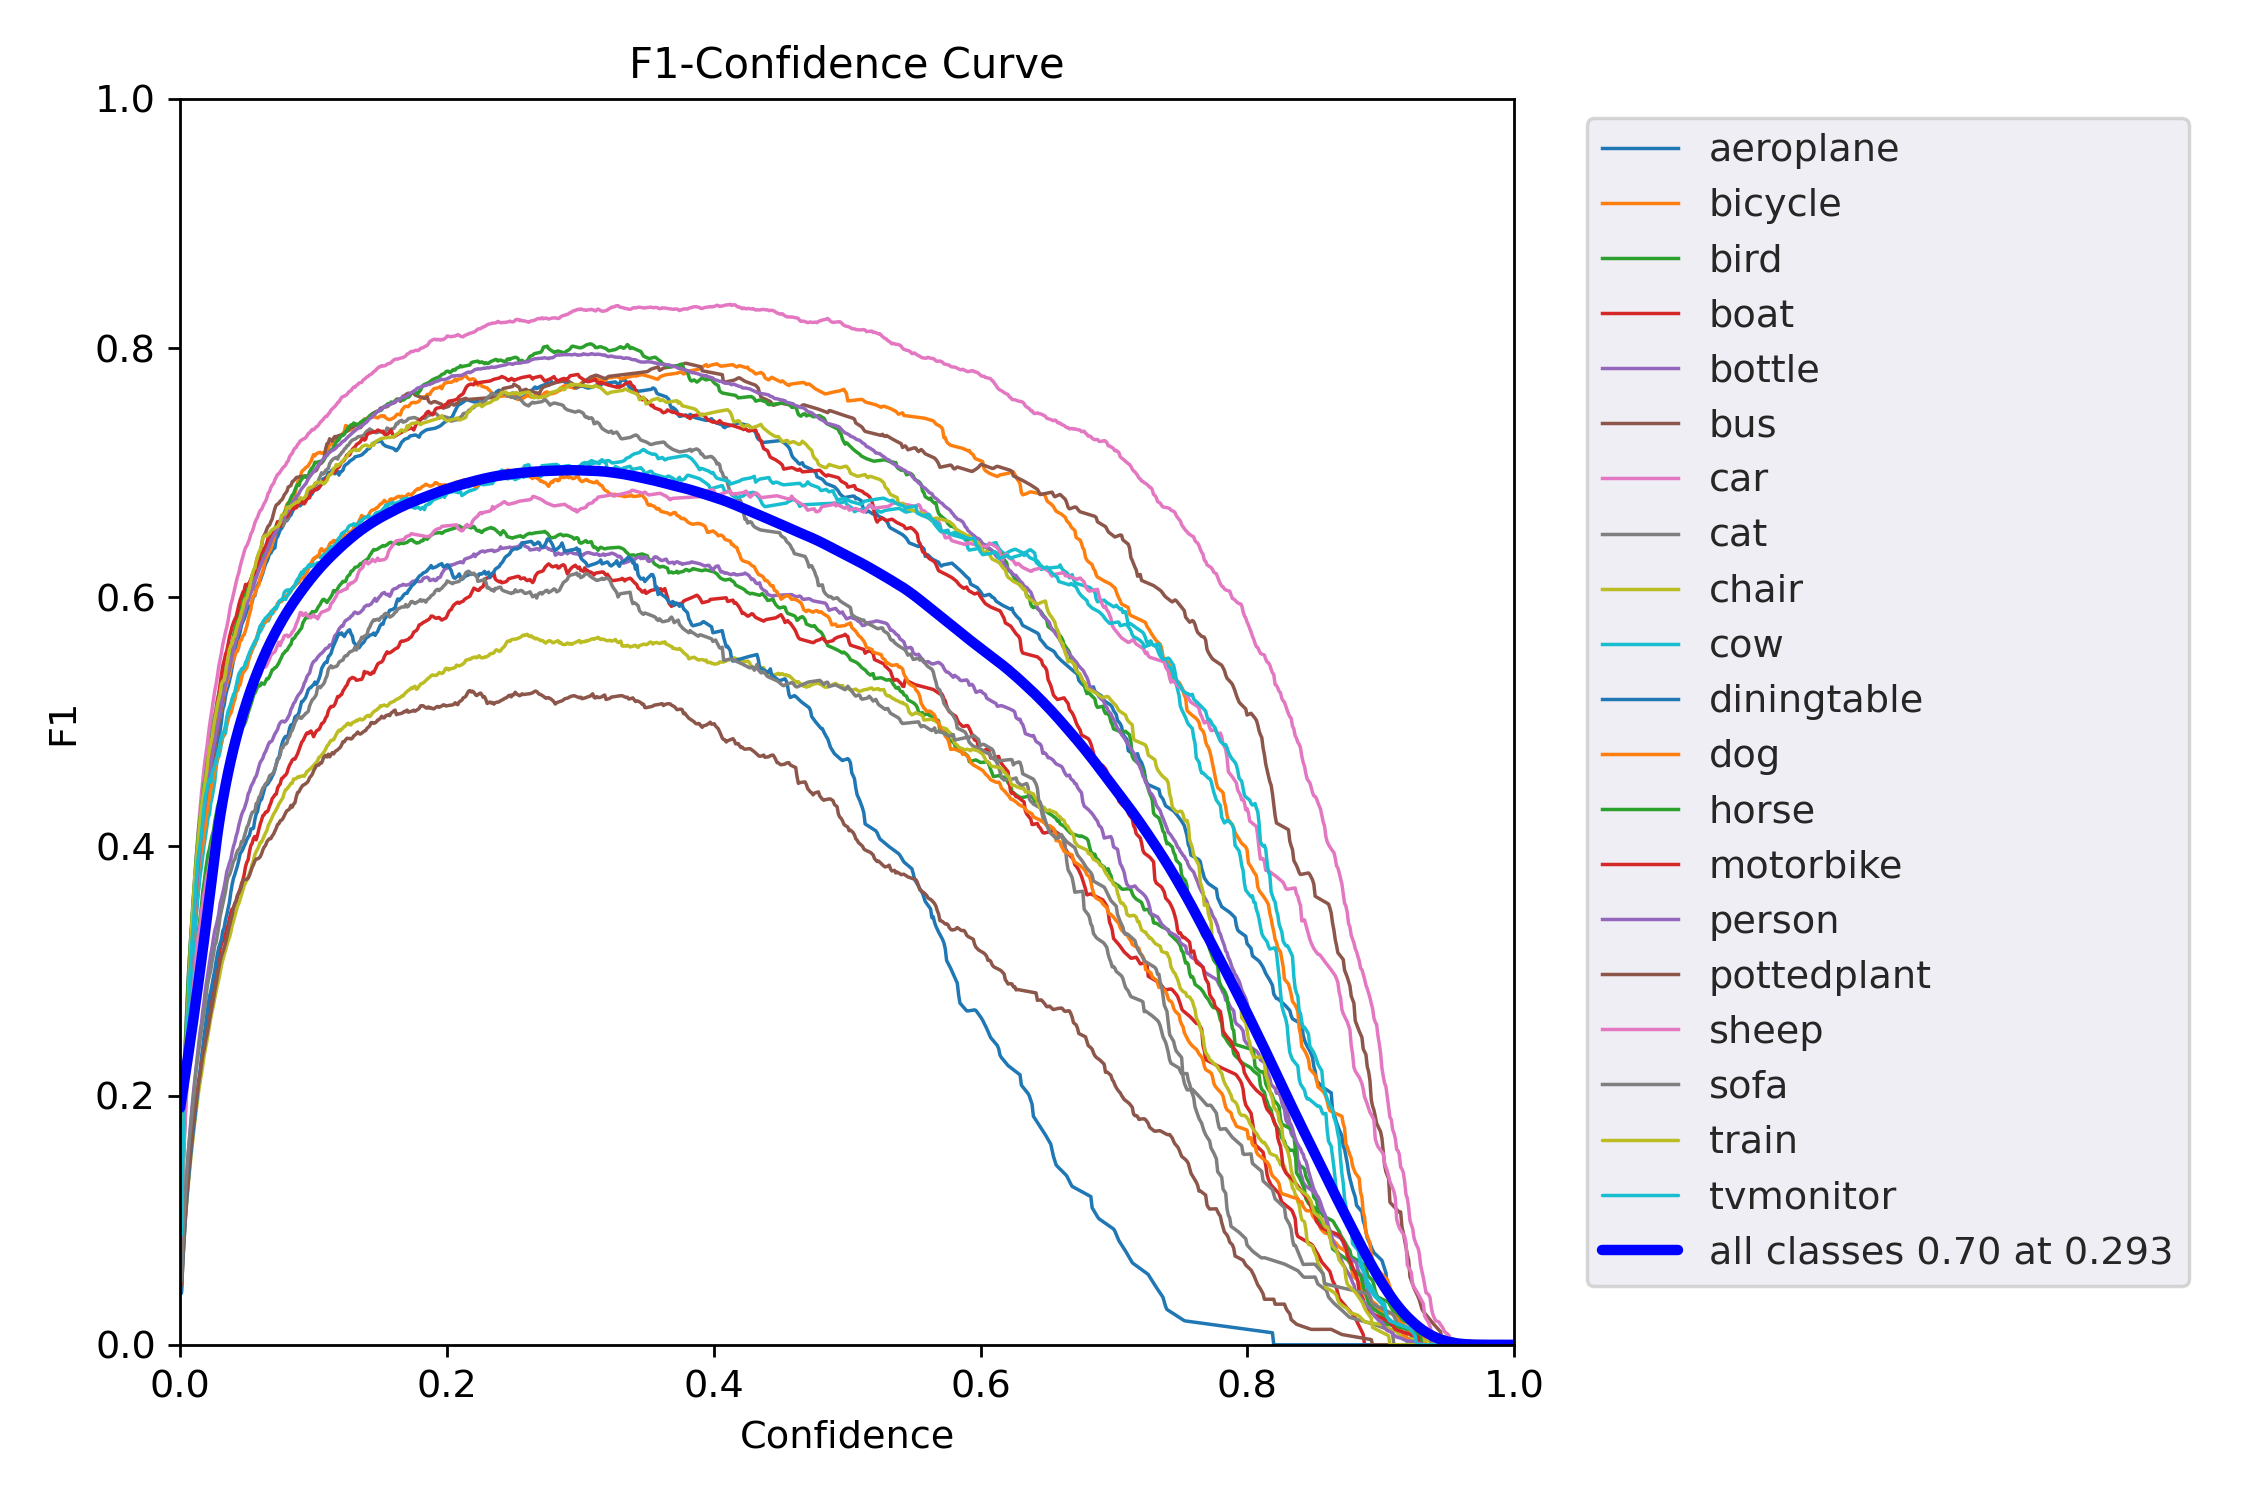 F1-Confidence Curve
1.0
0.8
0.6
0.4
0.2
0.0
F1
0.0 0.2 0.4 0.6 0.8 1.0
Confidence
aeroplane
bicycle
bird
boat
bottle
bus
car
cat
chair
cow
diningtable
dog
horse
motorbike
person
pottedplant
sheep
sofa
train
tvmonitor
all classes 0.70 at 0.293